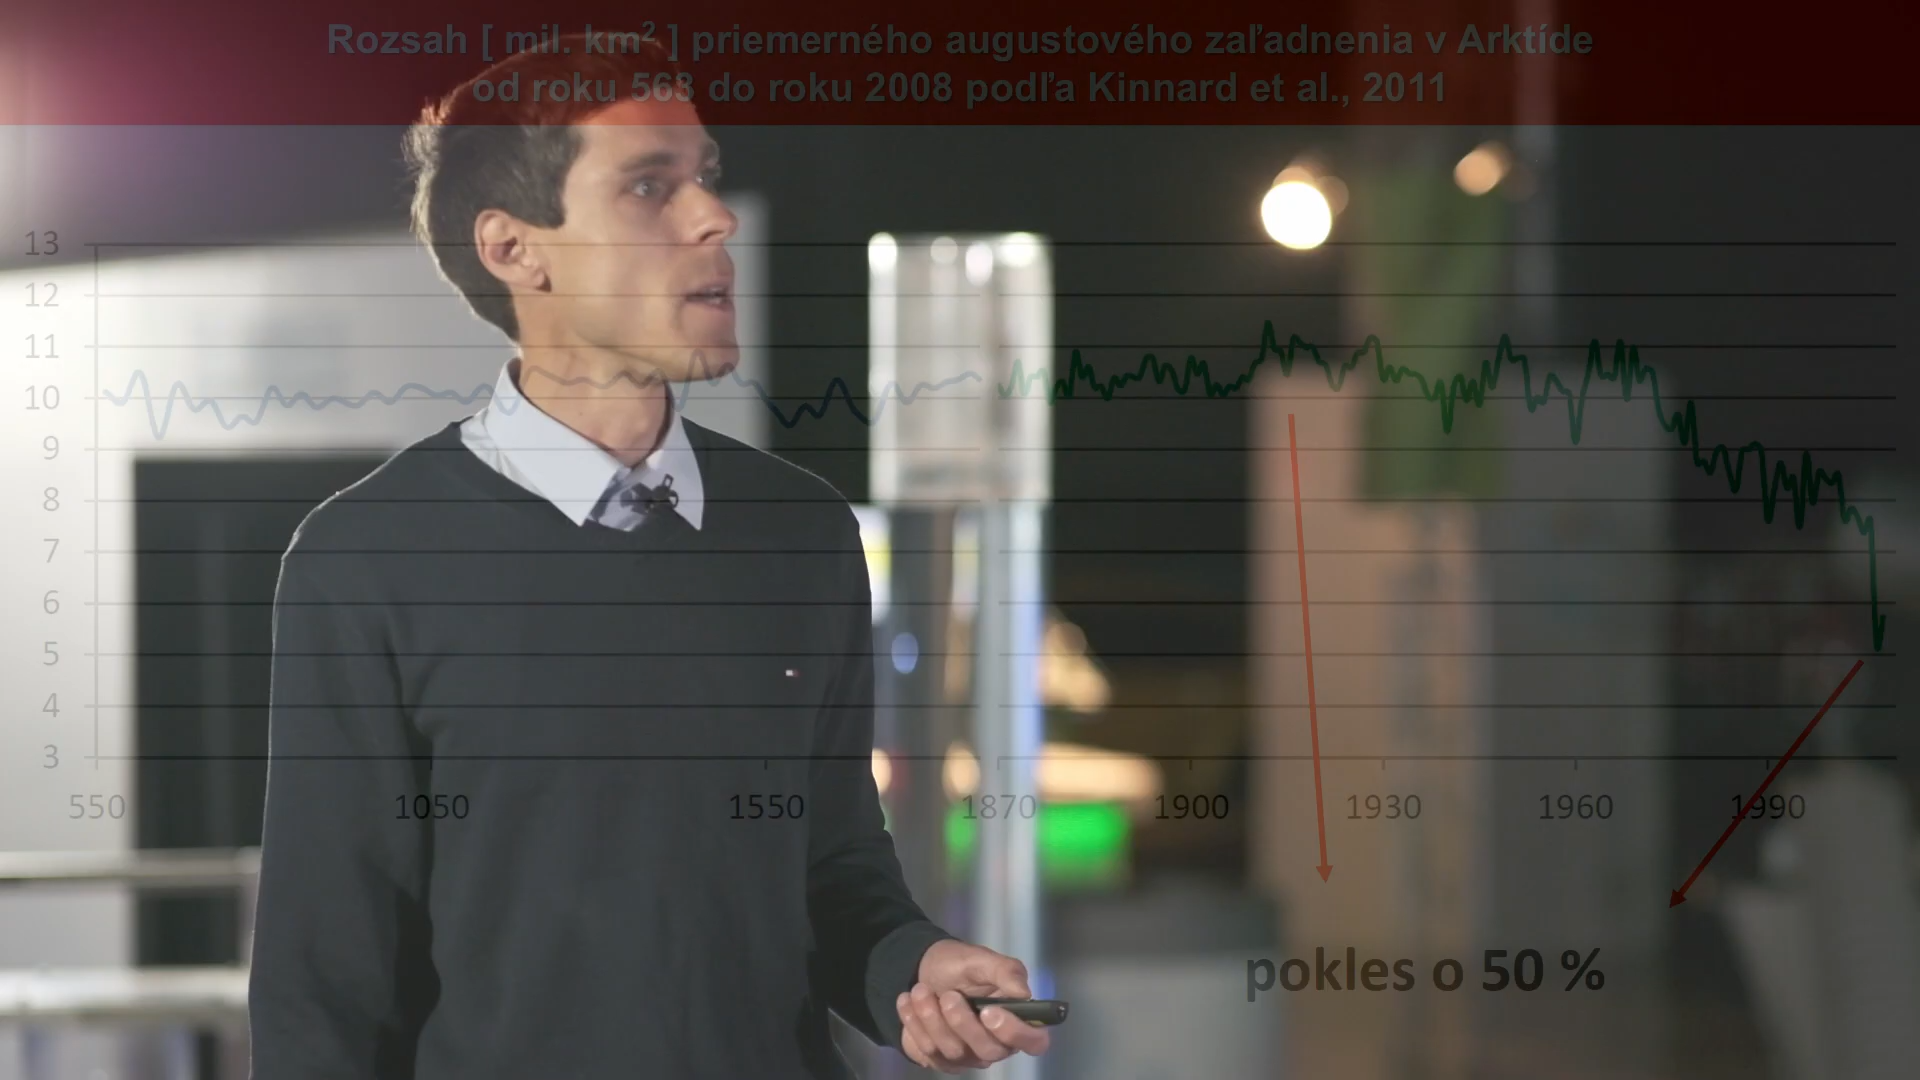 Rozsah [ mil. km² ] priemerného augustového zaľadnenia v Arktíde
od roku 563 do roku 2008 podľa Kinnard et al., 2011
13
12
11
10
9
8
7
6
5
4
3
550 1050 1550 1870 1900 1930 1960 1990
pokles o 50 %